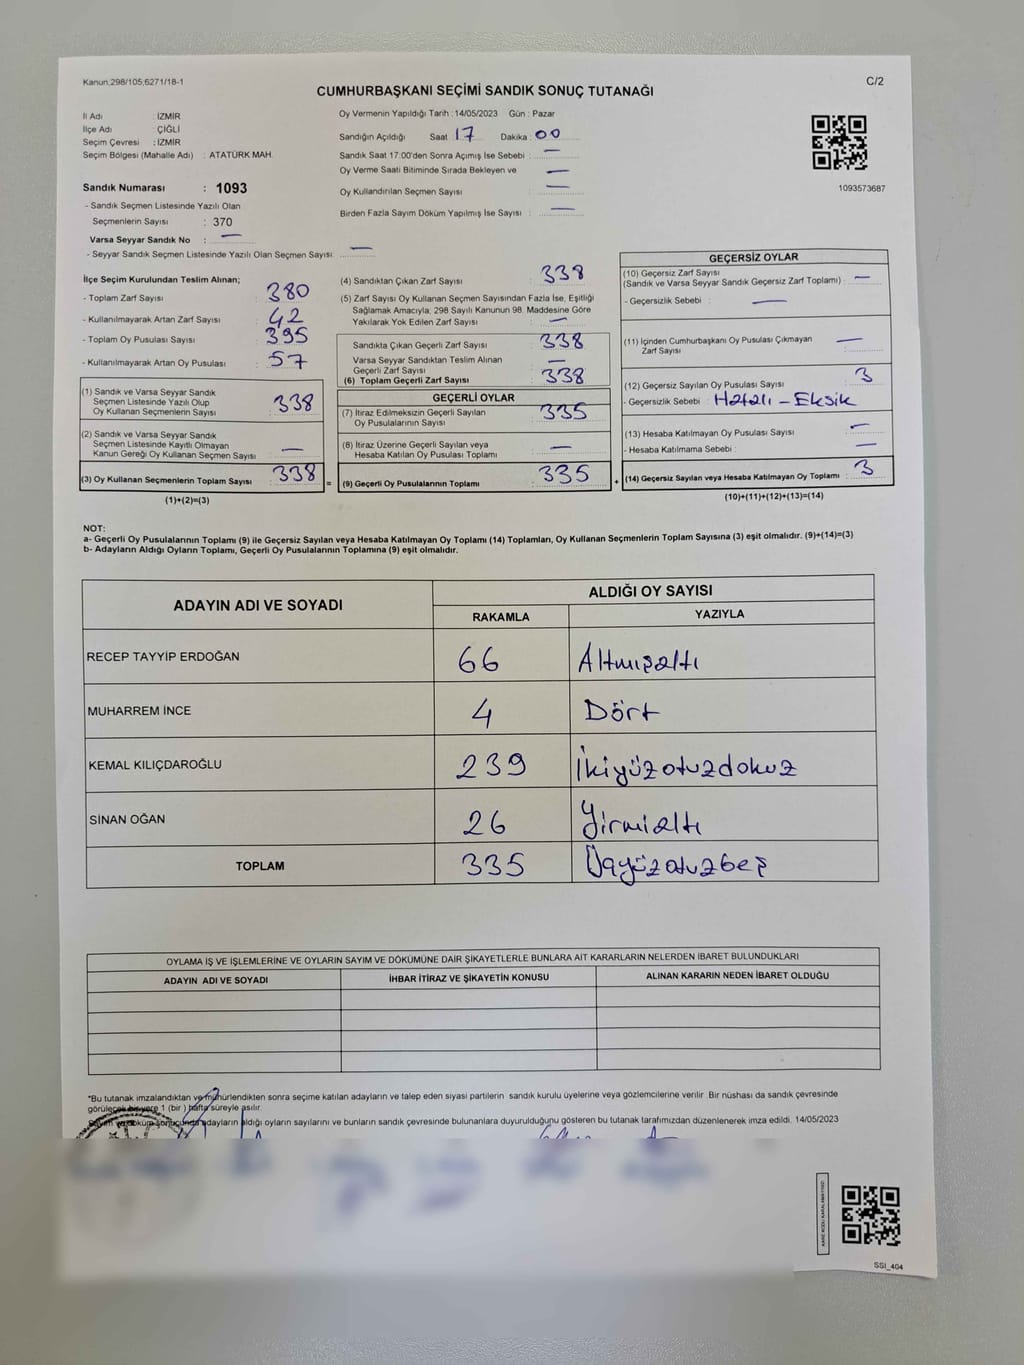 Kanun:298/105;6271/18-1
C/2
CUMHURBAŞKANI SEÇİMİ SANDIK SONUÇ TUTANAĞI
İl Adı : İZMİR
İlçe Adı : ÇİĞLİ
Seçim Çevresi : İZMİR
Seçim Bölgesi (Mahalle Adı) : ATATÜRK MAH.
Sandık Numarası : 1093
- Sandık Seçmen Listesinde Yazılı Olan
Seçmenlerin Sayısı : 370
Varsa Seyyar Sandık No : —
- Seyyar Sandık Seçmen Listesinde Yazılı Olan Seçmen Sayısı: —
Oy Vermenin Yapıldığı Tarih : 14/05/2023 Gün : Pazar
Sandığın Açıldığı Saat 17 Dakika : 00
Sandık Saat 17:00'den Sonra Açımış İse Sebebi : —
Oy Verme Saati Bitiminde Sırada Bekleyen ve —
Oy Kullandırılan Seçmen Sayısı : —
Birden Fazla Sayım Döküm Yapılmış İse Sayısı : —
1093573687
İlçe Seçim Kurulundan Teslim Alınan;
- Toplam Zarf Sayısı : 380
- Kullanılmayarak Artan Zarf Sayısı : 42
- Toplam Oy Pusulası Sayısı : 395
- Kullanılmayarak Artan Oy Pusulası : 57
(1) Sandık ve Varsa Seyyar Sandık
Seçmen Listesinde Yazılı Olup
Oy Kullanan Seçmenlerin Sayısı : 338
(2) Sandık ve Varsa Seyyar Sandık
Seçmen Listesinde Kayıtlı Olmayan
Kanun Gereği Oy Kullanan Seçmen Sayısı : —
(3) Oy Kullanan Seçmenlerin Toplam Sayısı : 338
(1)+(2)=(3)
(4) Sandıktan Çıkan Zarf Sayısı : 338
(5) Zarf Sayısı Oy Kullanan Seçmen Sayısından Fazla İse, Eşitliği
Sağlamak Amacıyla; 298 Sayılı Kanunun 98. Maddesine Göre
Yakılarak Yok Edilen Zarf Sayısı : —
Sandıkta Çıkan Geçerli Zarf Sayısı : 338
Varsa Seyyar Sandıktan Teslim Alınan
Geçerli Zarf Sayısı : —
(6) Toplam Geçerli Zarf Sayısı : 338
GEÇERLİ OYLAR
(7) İtiraz Edilmeksizin Geçerli Sayılan
Oy Pusulalarının Sayısı : 335
(8) İtiraz Üzerine Geçerli Sayılan veya
Hesaba Katılan Oy Pusulası Toplamı : —
= (9) Geçerli Oy Pusulalarının Toplamı : 335
GEÇERSİZ OYLAR
(10) Geçersiz Zarf Sayısı
(Sandık ve Varsa Seyyar Sandık Geçersiz Zarf Toplamı) : —
- Geçersizlik Sebebi : —
(11) İçinden Cumhurbaşkanı Oy Pusulası Çıkmayan
Zarf Sayısı : —
(12) Geçersiz Sayılan Oy Pusulası Sayısı : 3
- Geçersizlik Sebebi : Hatalı - Eksik
(13) Hesaba Katılmayan Oy Pusulası Sayısı : —
- Hesaba Katılmama Sebebi : —
+ (14) Geçersiz Sayılan veya Hesaba Katılmayan Oy Toplamı : 3
(10)+(11)+(12)+(13)=(14)
NOT:
a- Geçerli Oy Pusulalarının Toplamı (9) ile Geçersiz Sayılan veya Hesaba Katılmayan Oy Toplamı (14) Toplamları, Oy Kullanan Seçmenlerin Toplam Sayısına (3) eşit olmalıdır. (9)+(14)=(3)
b- Adayların Aldığı Oyların Toplamı, Geçerli Oy Pusulalarının Toplamına (9) eşit olmalıdır.
ADAYIN ADI VE SOYADI
ALDIĞI OY SAYISI
RAKAMLA YAZIYLA
RECEP TAYYİP ERDOĞAN 66 Altmışaltı
MUHARREM İNCE 4 Dört
KEMAL KILIÇDAROĞLU 239 İkiyüzotuzdokuz
SİNAN OĞAN 26 Yirmialtı
TOPLAM 335 Üçyüzotuzbeş
OYLAMA İŞ VE İŞLEMLERİNE VE OYLARIN SAYIM VE DÖKÜMÜNE DAİR ŞİKAYETLERLE BUNLARA AİT KARARLARIN NELERDEN İBARET BULUNDUKLARI
ADAYIN ADI VE SOYADI İHBAR İTİRAZ VE ŞİKAYETİN KONUSU ALINAN KARARIN NEDEN İBARET OLDUĞU
*Bu tutanak imzalandıktan ve mühürlendikten sonra seçime katılan adayların ve talep eden siyasi partilerin sandık kurulu üyelerine veya gözlemcilerine verilir. Bir nüshası da sandık çevresinde
görülecek bir yere 1 (bir ) hafta süreyle asılır.
Sayım ve döküm sonucunda adayların aldığı oyların sayılarını ve bunların sandık çevresinde bulunanlara duyurulduğunu gösteren bu tutanak tarafımızdan düzenlenerek imza edildi. 14/05/2023
SSI_404